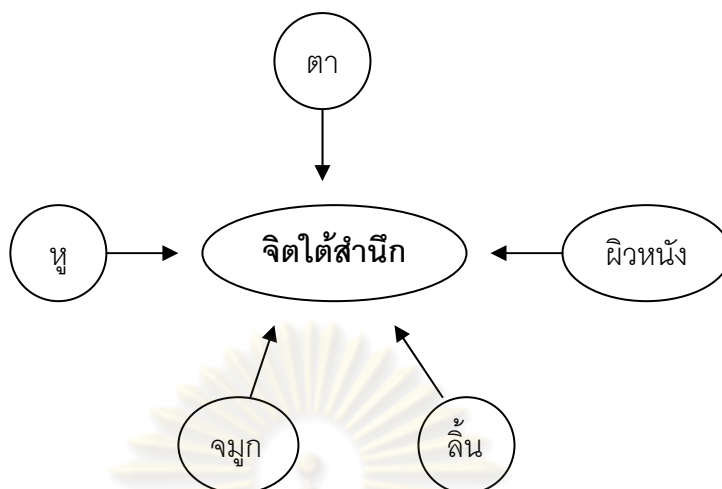 ตา
หู
จิตใต้สำนึก
ผิวหนัง
จมูก
ลิ้น